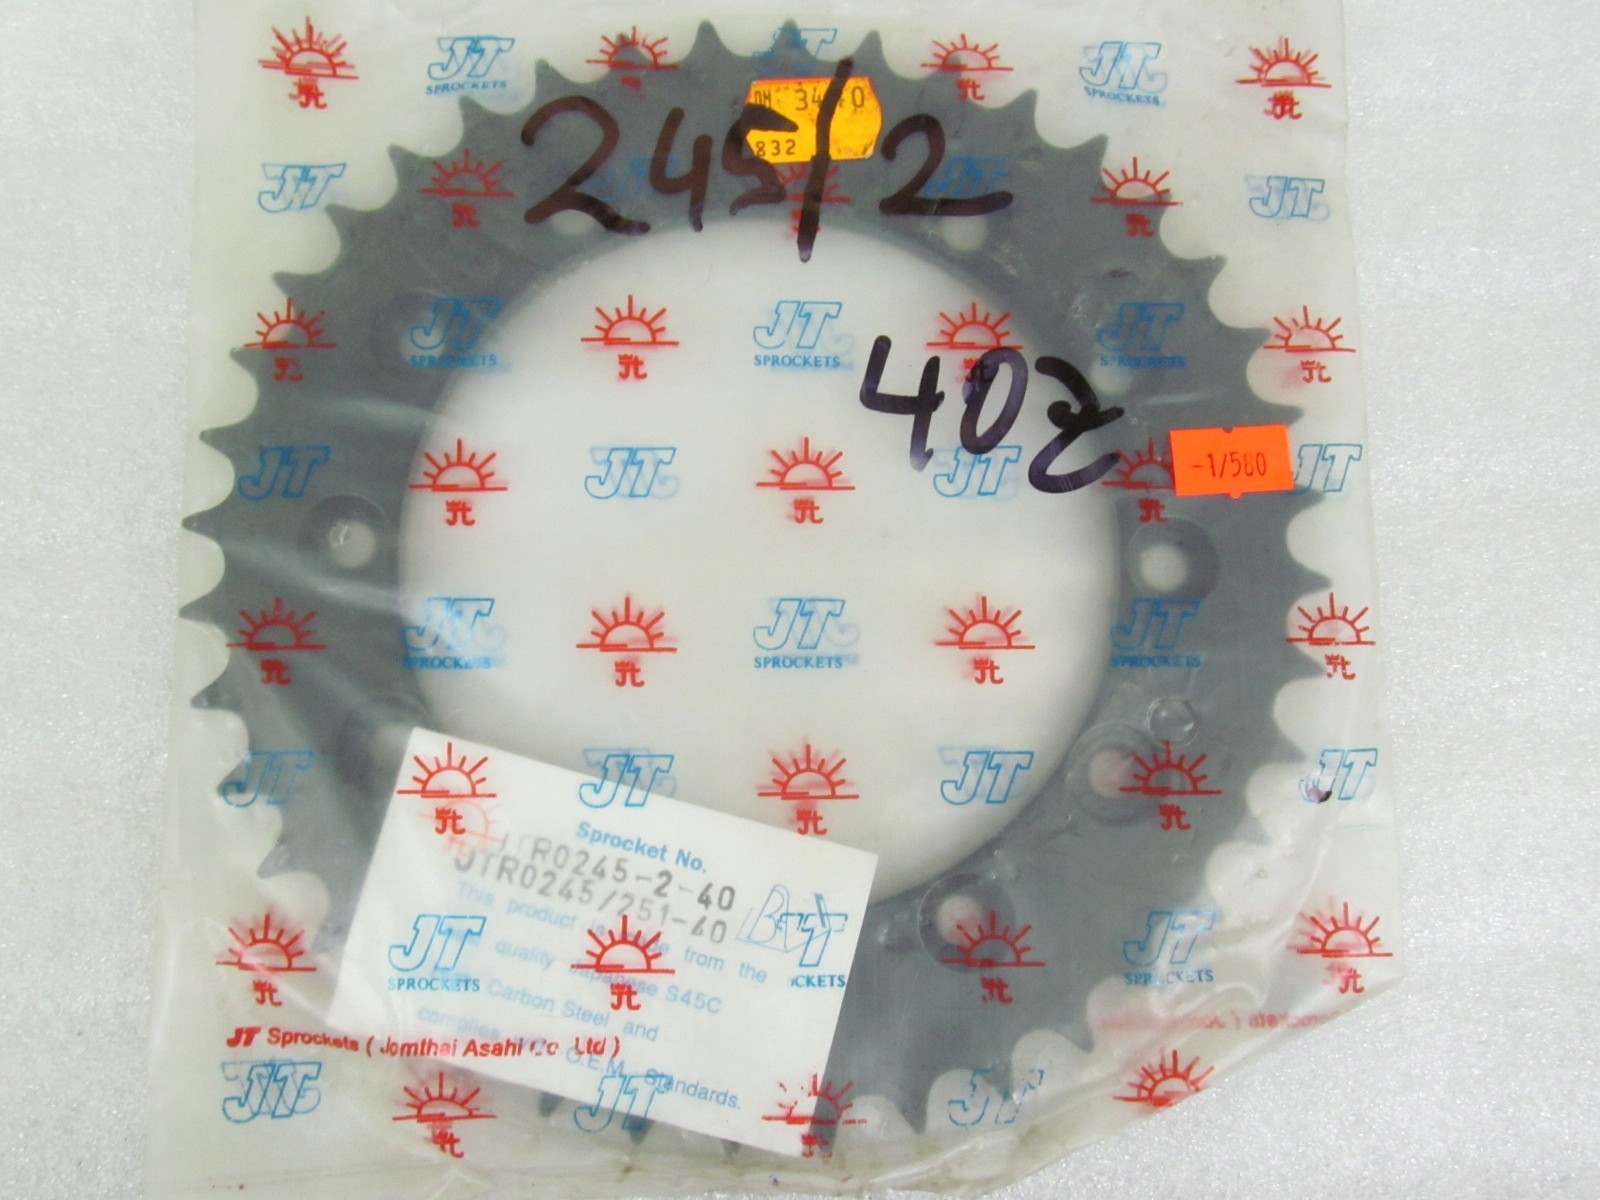 JT
SPROCKETS
DM 34 40
832
245/2
40z
-1/580
Sprocket No.
JTR0245-2-40
JTR0245/251-40
This product is made from the
quality Japanese S45C
Carbon Steel and
complies with O.E.M. Standards.
JT Sprockets ( Jomthai Asahi Co Ltd )